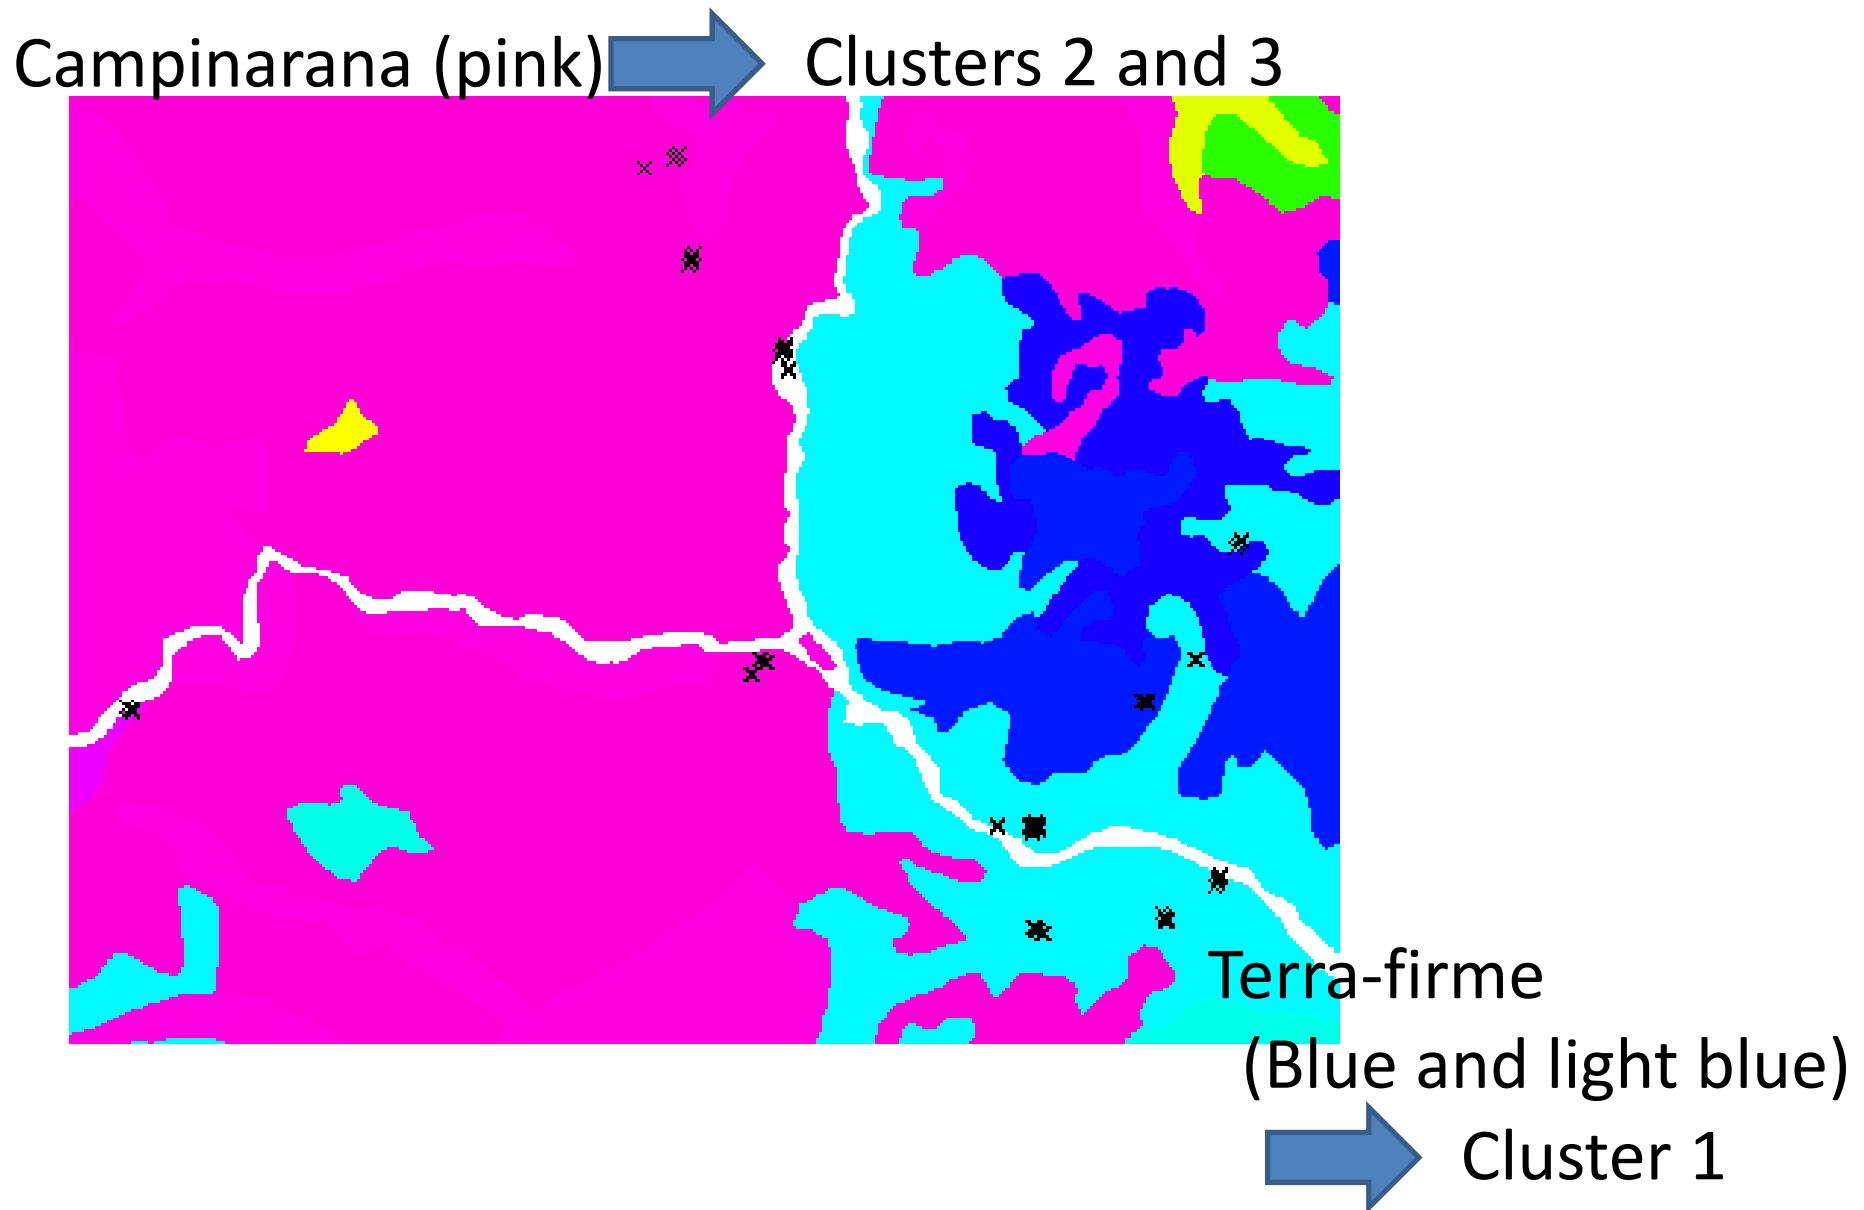 Campinarana (pink) Clusters 2 and 3
Terra-firme
(Blue and light blue)
Cluster 1